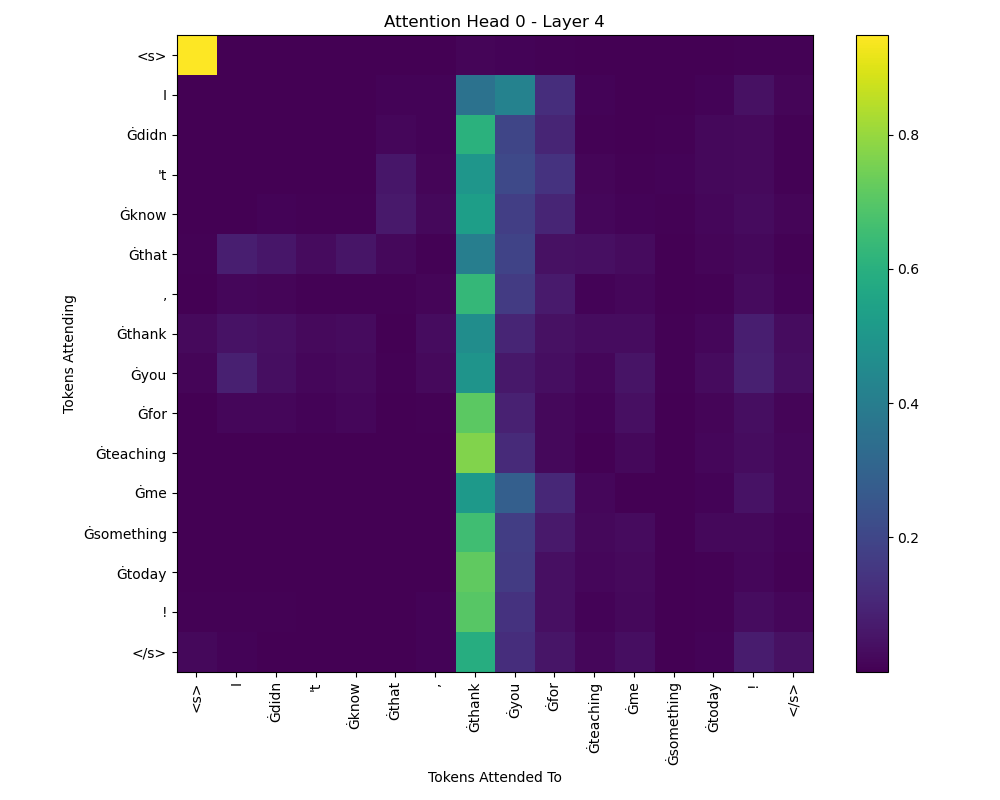 Attention Head 0 - Layer 4
Tokens Attending
<s>
I
Ġdidn
't
Ġknow
Ġthat
,
Ġthank
Ġyou
Ġfor
Ġteaching
Ġme
Ġsomething
Ġtoday
!
</s>
<s>
I
Ġdidn
't
Ġknow
Ġthat
,
Ġthank
Ġyou
Ġfor
Ġteaching
Ġme
Ġsomething
Ġtoday
!
</s>
Tokens Attended To
0.8
0.6
0.4
0.2